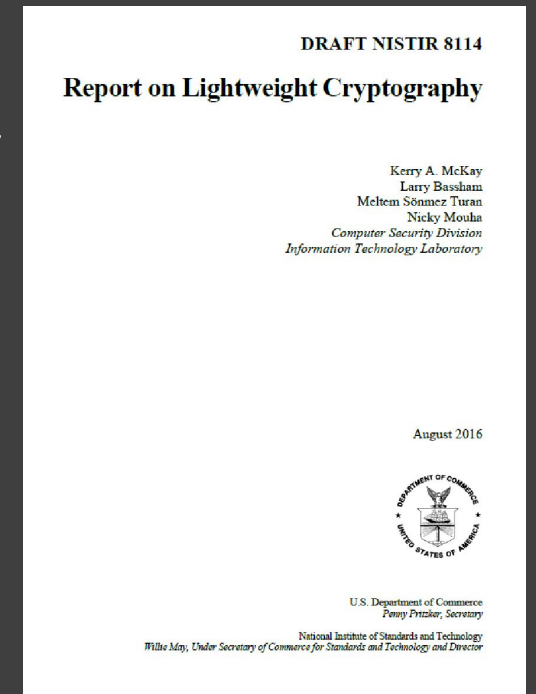 DRAFT NISTIR 8114
Report on Lightweight Cryptography
Kerry A. McKay
Larry Bassham
Meltem Sönmez Turan
Nicky Mouha
Computer Security Division
Information Technology Laboratory
August 2016
DEPARTMENT OF COMMERCE
UNITED STATES OF AMERICA
U.S. Department of Commerce
Penny Pritzker, Secretary
National Institute of Standards and Technology
Willie May, Under Secretary of Commerce for Standards and Technology and Director